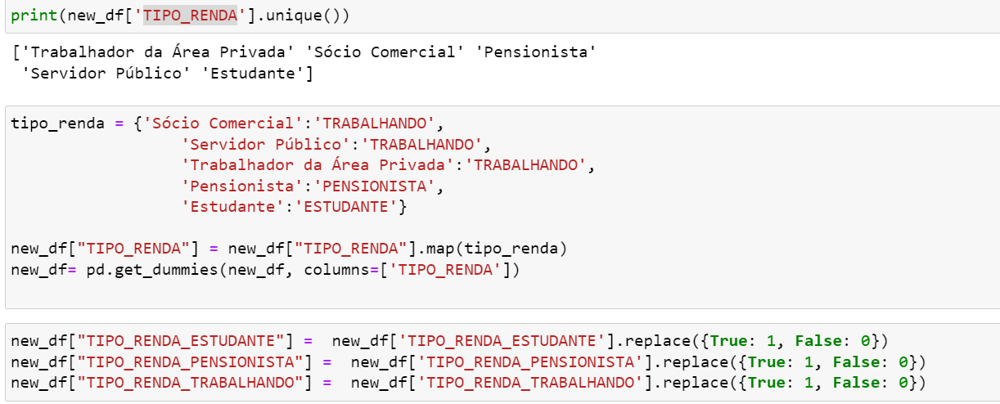 print(new_df['TIPO_RENDA'].unique())
['Trabalhador da Área Privada' 'Sócio Comercial' 'Pensionista'
 'Servidor Público' 'Estudante']
tipo_renda = {'Sócio Comercial':'TRABALHANDO',
                  'Servidor Público':'TRABALHANDO',
                  'Trabalhador da Área Privada':'TRABALHANDO',
                  'Pensionista':'PENSIONISTA',
                  'Estudante':'ESTUDANTE'}
new_df["TIPO_RENDA"] = new_df["TIPO_RENDA"].map(tipo_renda)
new_df= pd.get_dummies(new_df, columns=['TIPO_RENDA'])
new_df["TIPO_RENDA_ESTUDANTE"] =  new_df['TIPO_RENDA_ESTUDANTE'].replace({True: 1, False: 0})
new_df["TIPO_RENDA_PENSIONISTA"] =  new_df['TIPO_RENDA_PENSIONISTA'].replace({True: 1, False: 0})
new_df["TIPO_RENDA_TRABALHANDO"] =  new_df['TIPO_RENDA_TRABALHANDO'].replace({True: 1, False: 0})